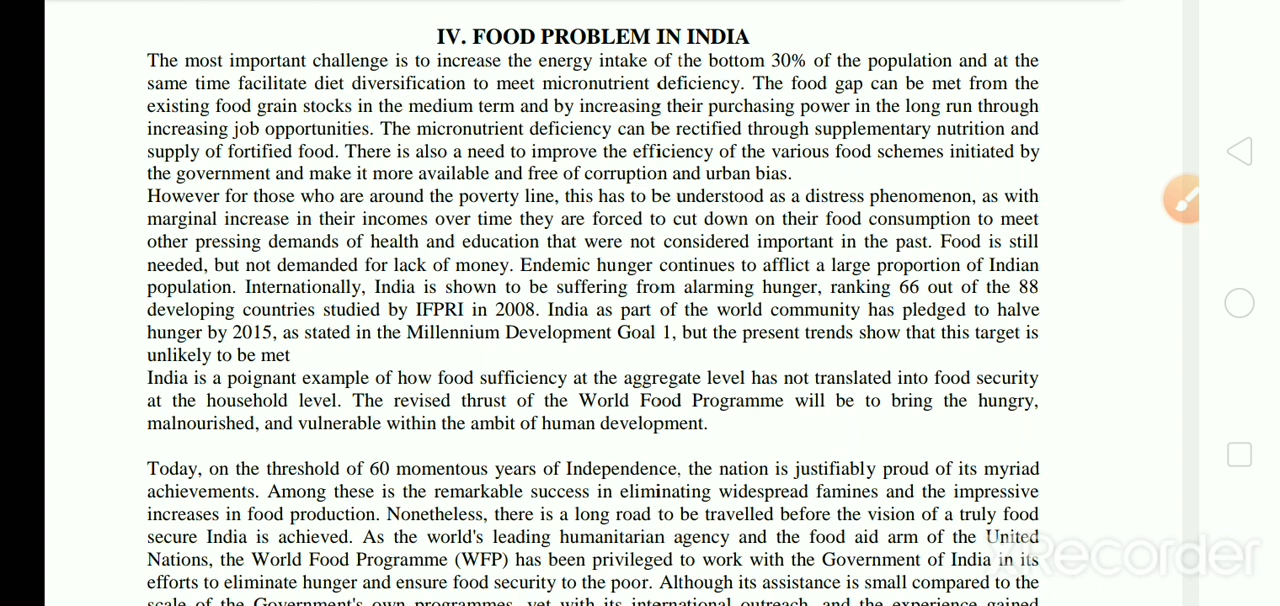 IV. FOOD PROBLEM IN INDIA
The most important challenge is to increase the energy intake of the bottom 30% of the population and at the
same time facilitate diet diversification to meet micronutrient deficiency. The food gap can be met from the
existing food grain stocks in the medium term and by increasing their purchasing power in the long run through
increasing job opportunities. The micronutrient deficiency can be rectified through supplementary nutrition and
supply of fortified food. There is also a need to improve the efficiency of the various food schemes initiated by
the government and make it more available and free of corruption and urban bias.
However for those who are around the poverty line, this has to be understood as a distress phenomenon, as with
marginal increase in their incomes over time they are forced to cut down on their food consumption to meet
other pressing demands of health and education that were not considered important in the past. Food is still
needed, but not demanded for lack of money. Endemic hunger continues to afflict a large proportion of Indian
population. Internationally, India is shown to be suffering from alarming hunger, ranking 66 out of the 88
developing countries studied by IFPRI in 2008. India as part of the world community has pledged to halve
hunger by 2015, as stated in the Millennium Development Goal 1, but the present trends show that this target is
unlikely to be met
India is a poignant example of how food sufficiency at the aggregate level has not translated into food security
at the household level. The revised thrust of the World Food Programme will be to bring the hungry,
malnourished, and vulnerable within the ambit of human development.
Today, on the threshold of 60 momentous years of Independence, the nation is justifiably proud of its myriad
achievements. Among these is the remarkable success in eliminating widespread famines and the impressive
increases in food production. Nonetheless, there is a long road to be travelled before the vision of a truly food
secure India is achieved. As the world's leading humanitarian agency and the food aid arm of the United
Nations, the World Food Programme (WFP) has been privileged to work with the Government of India in its
efforts to eliminate hunger and ensure food security to the poor. Although its assistance is small compared to the
scale of the Government's own programmes, yet with its international outreach, and the experience gained
XRecorder